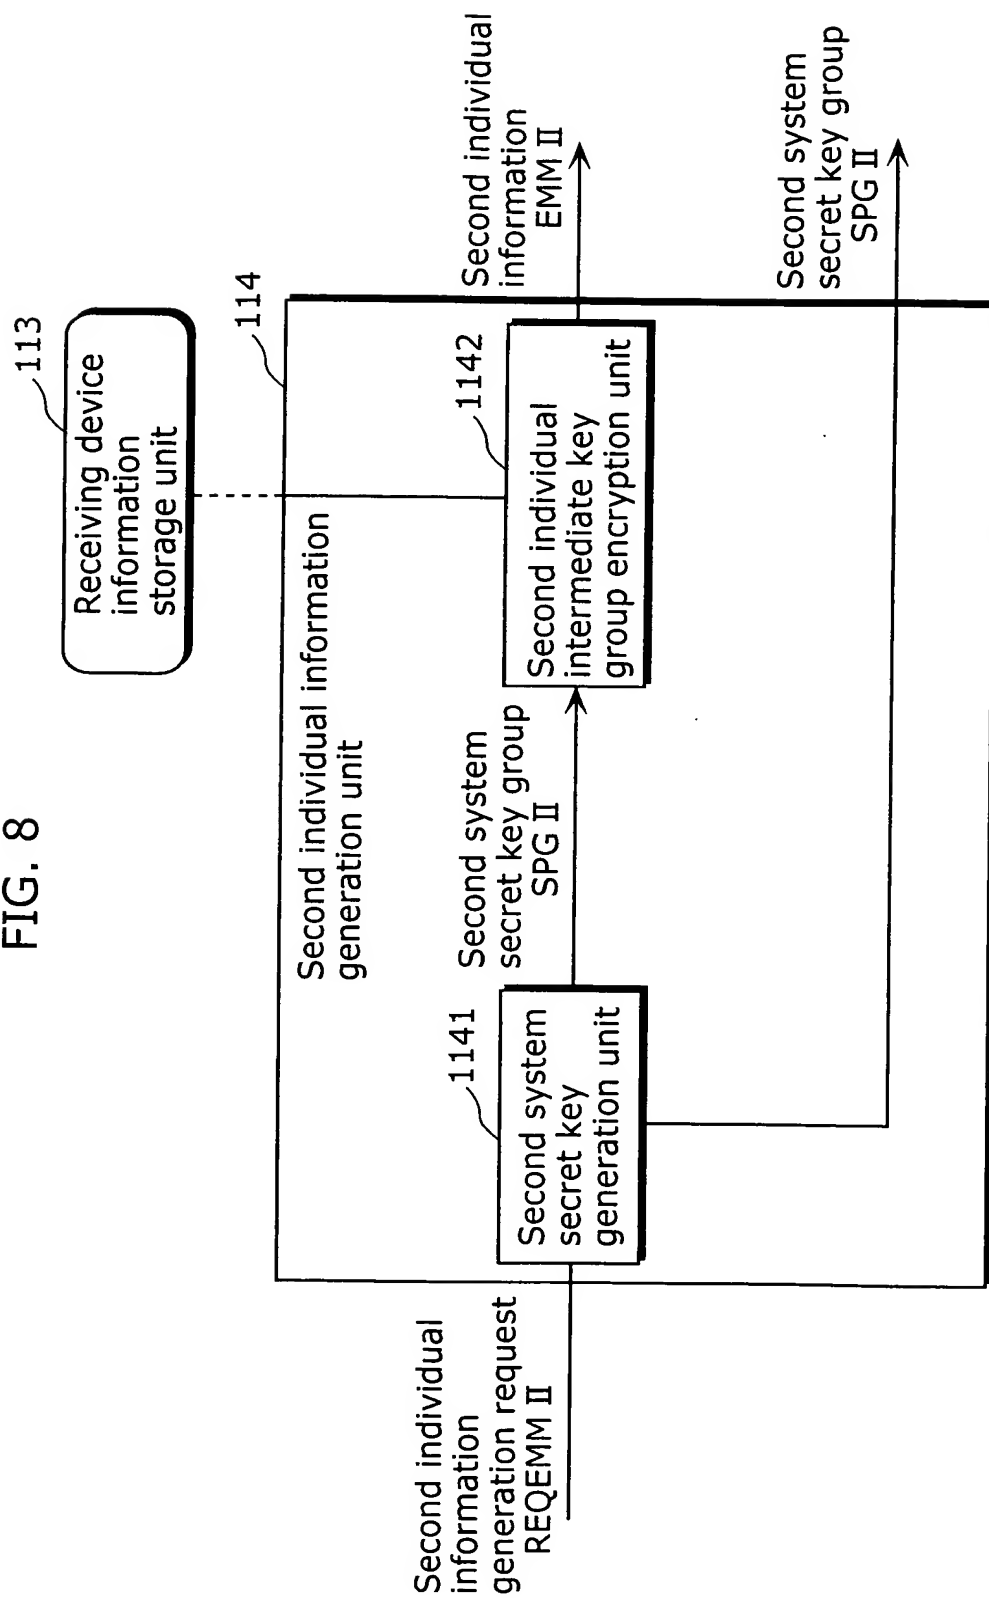 FIG. 8
113
Receiving device
information
storage unit
114
Second individual information
generation unit
Second individual
information
generation request
REQEMM II
1141
Second system
secret key
generation unit
Second system
secret key group
SPG II
1142
Second individual
intermediate key
group encryption unit
Second individual
information
EMM II
Second system
secret key group
SPG II